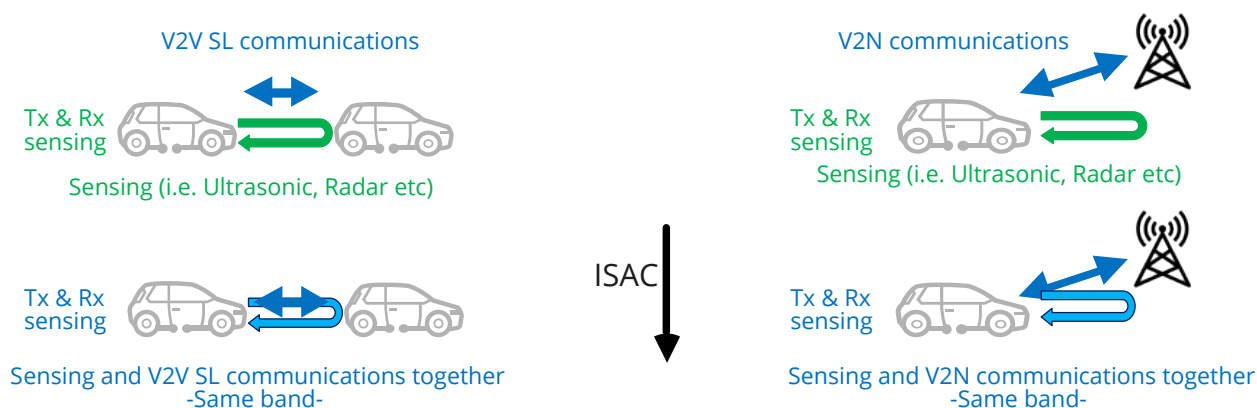 V2V SL communications
Tx & Rx
sensing
Sensing (i.e. Ultrasonic, Radar etc)
V2N communications
Tx & Rx
sensing
Sensing (i.e. Ultrasonic, Radar etc)
ISAC
Tx & Rx
sensing
Sensing and V2V SL communications together
-Same band-
Tx & Rx
sensing
Sensing and V2N communications together
-Same band-